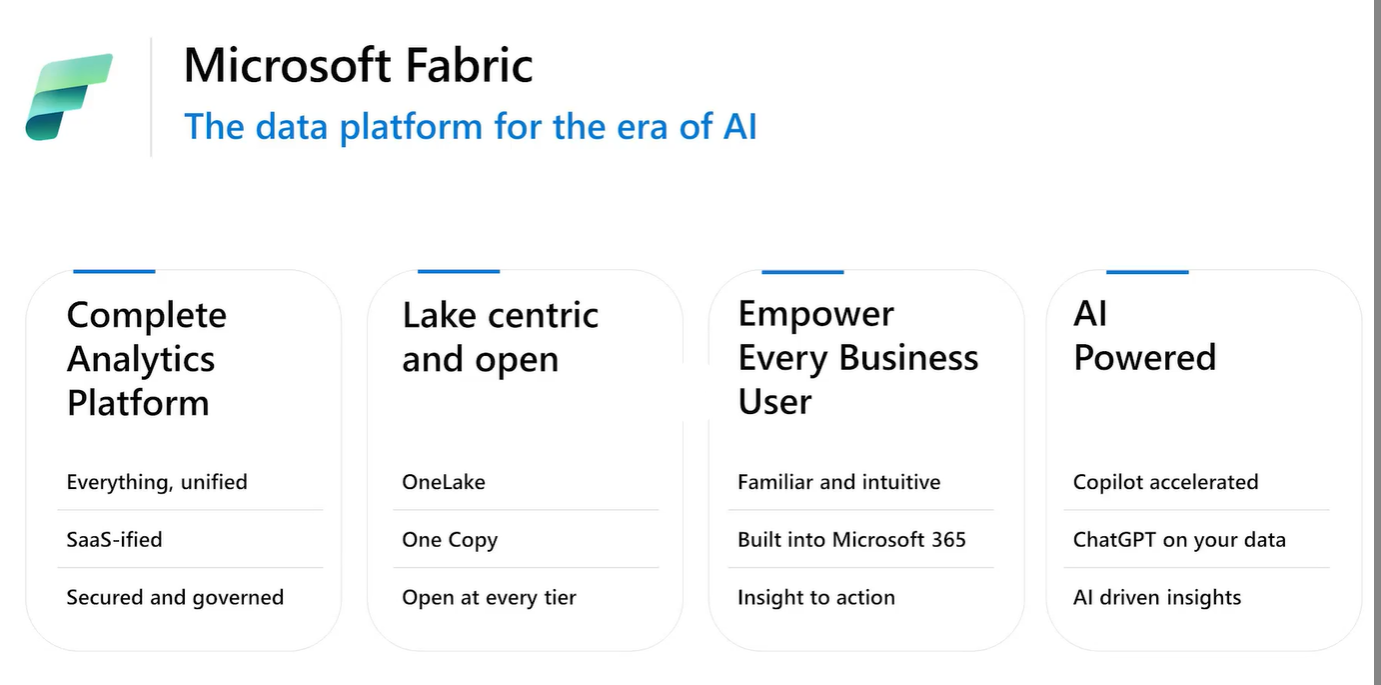 Microsoft Fabric
The data platform for the era of AI
Complete
Analytics
Platform
Everything, unified
SaaS-ified
Secured and governed
Lake centric
and open
OneLake
One Copy
Open at every tier
Empower
Every Business
User
Familiar and intuitive
Built into Microsoft 365
Insight to action
AI
Powered
Copilot accelerated
ChatGPT on your data
AI driven insights